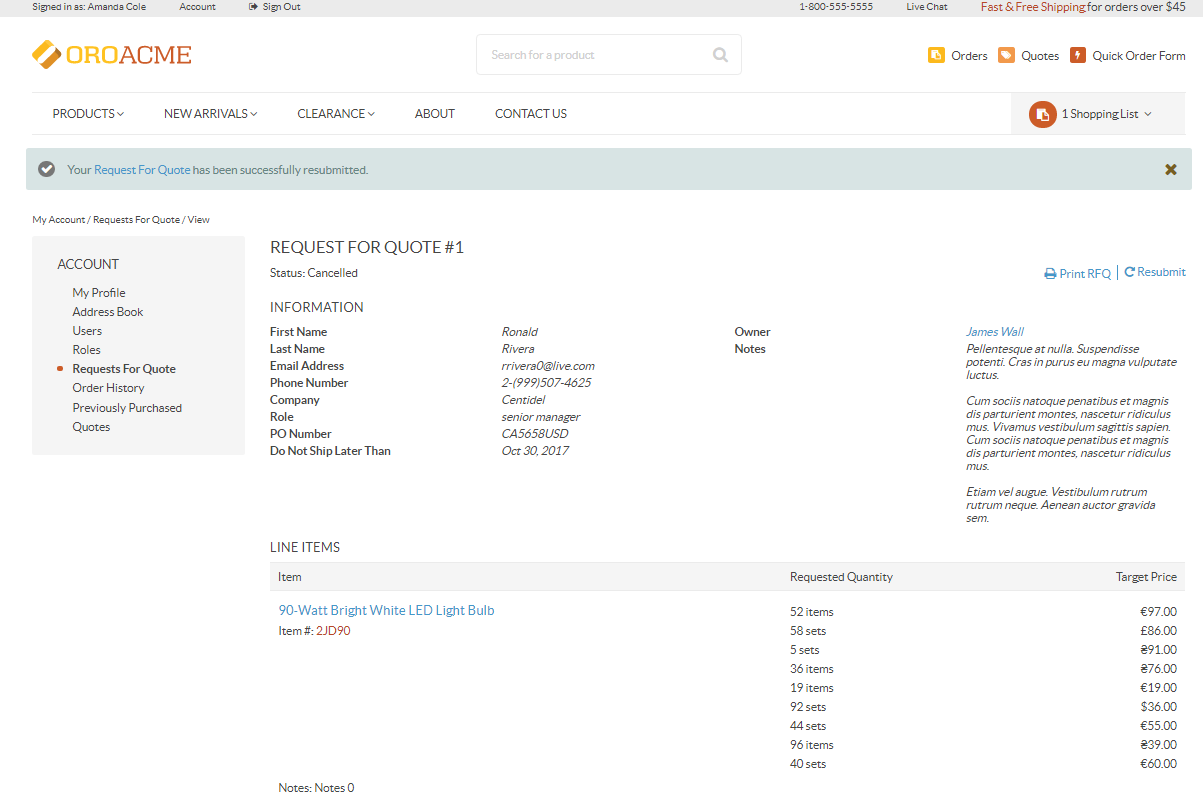 Signed in as: Amanda Cole Account Sign Out 1-800-555-5555 Live Chat Fast & Free Shipping for orders over $45
OROACME Search for a product Orders Quotes Quick Order Form
PRODUCTS NEW ARRIVALS CLEARANCE ABOUT CONTACT US 1 Shopping List
Your Request For Quote has been successfully resubmitted.
My Account / Requests For Quote / View
ACCOUNT
My Profile
Address Book
Users
Roles
Requests For Quote
Order History
Previously Purchased
Quotes
REQUEST FOR QUOTE #1
Status: Cancelled Print RFQ Resubmit
INFORMATION
First Name Ronald
Last Name Rivera
Email Address rrivera0@live.com
Phone Number 2-(999)507-4625
Company Centidel
Role senior manager
PO Number CA5658USD
Do Not Ship Later Than Oct 30, 2017
Owner James Wall
Notes Pellentesque at nulla. Suspendisse
potenti. Cras in purus eu magna vulputate
luctus.
Cum sociis natoque penatibus et magnis
dis parturient montes, nascetur ridiculus
mus. Vivamus vestibulum sagittis sapien.
Cum sociis natoque penatibus et magnis
dis parturient montes, nascetur ridiculus
mus.
Etiam vel augue. Vestibulum rutrum
rutrum neque. Aenean auctor gravida
sem.
LINE ITEMS
Item Requested Quantity Target Price
90-Watt Bright White LED Light Bulb
Item #: 2JD90
52 items €97.00
58 sets £86.00
5 sets ₴91.00
36 items ₴76.00
19 items €19.00
92 sets $36.00
44 sets €55.00
96 items ₴39.00
40 sets €60.00
Notes: Notes 0